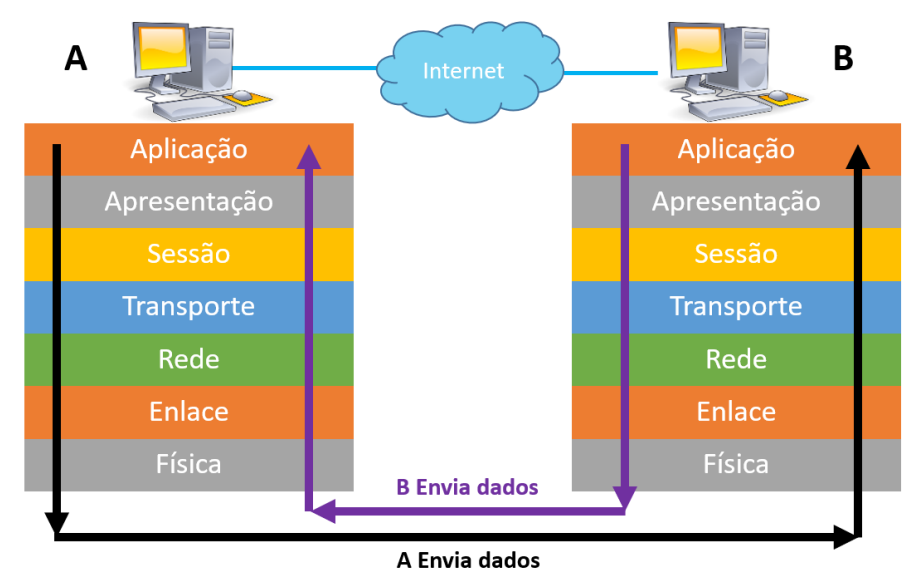 A
Internet
B
Aplicação
Apresentação
Sessão
Transporte
Rede
Enlace
Física
Aplicação
Apresentação
Sessão
Transporte
Rede
Enlace
Física
B Envia dados
A Envia dados